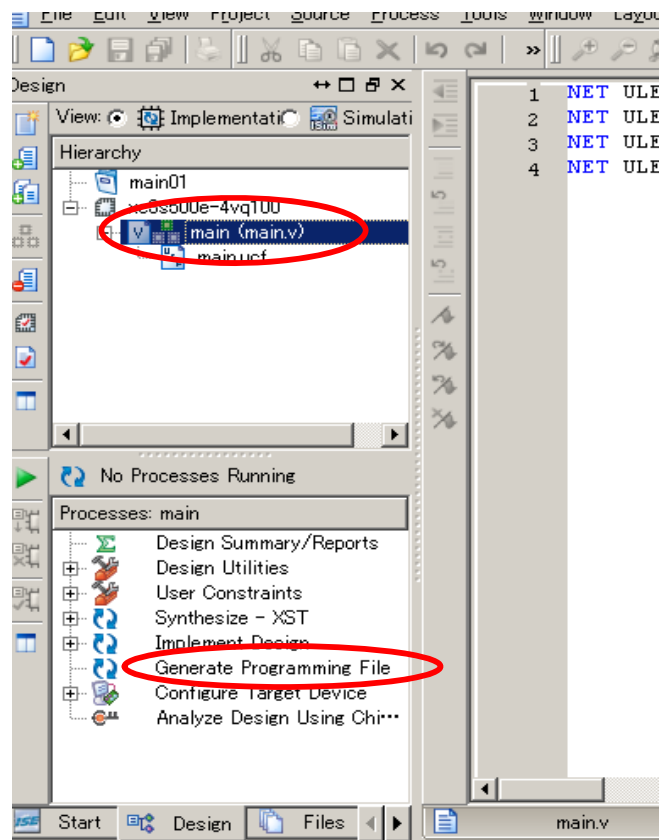 File Edit View Project Source Process Tools Window Layou
Design
View: Implementati Simulati
Hierarchy
main01
xc6s500e-4vq100
main (main.v)
main.ucf
No Processes Running
Processes: main
Design Summary/Reports
Design Utilities
User Constraints
Synthesize - XST
Implement Design
Generate Programming File
Configure Target Device
Analyze Design Using Chi···
Start Design Files
1 NET ULE
2 NET ULE
3 NET ULE
4 NET ULE
main.v